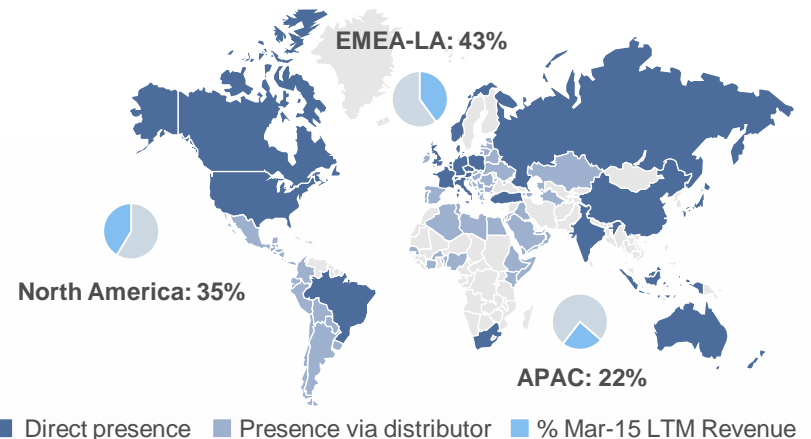 EMEA-LA: 43%
North America: 35%
APAC: 22%
Direct presence Presence via distributor % Mar-15 LTM Revenue